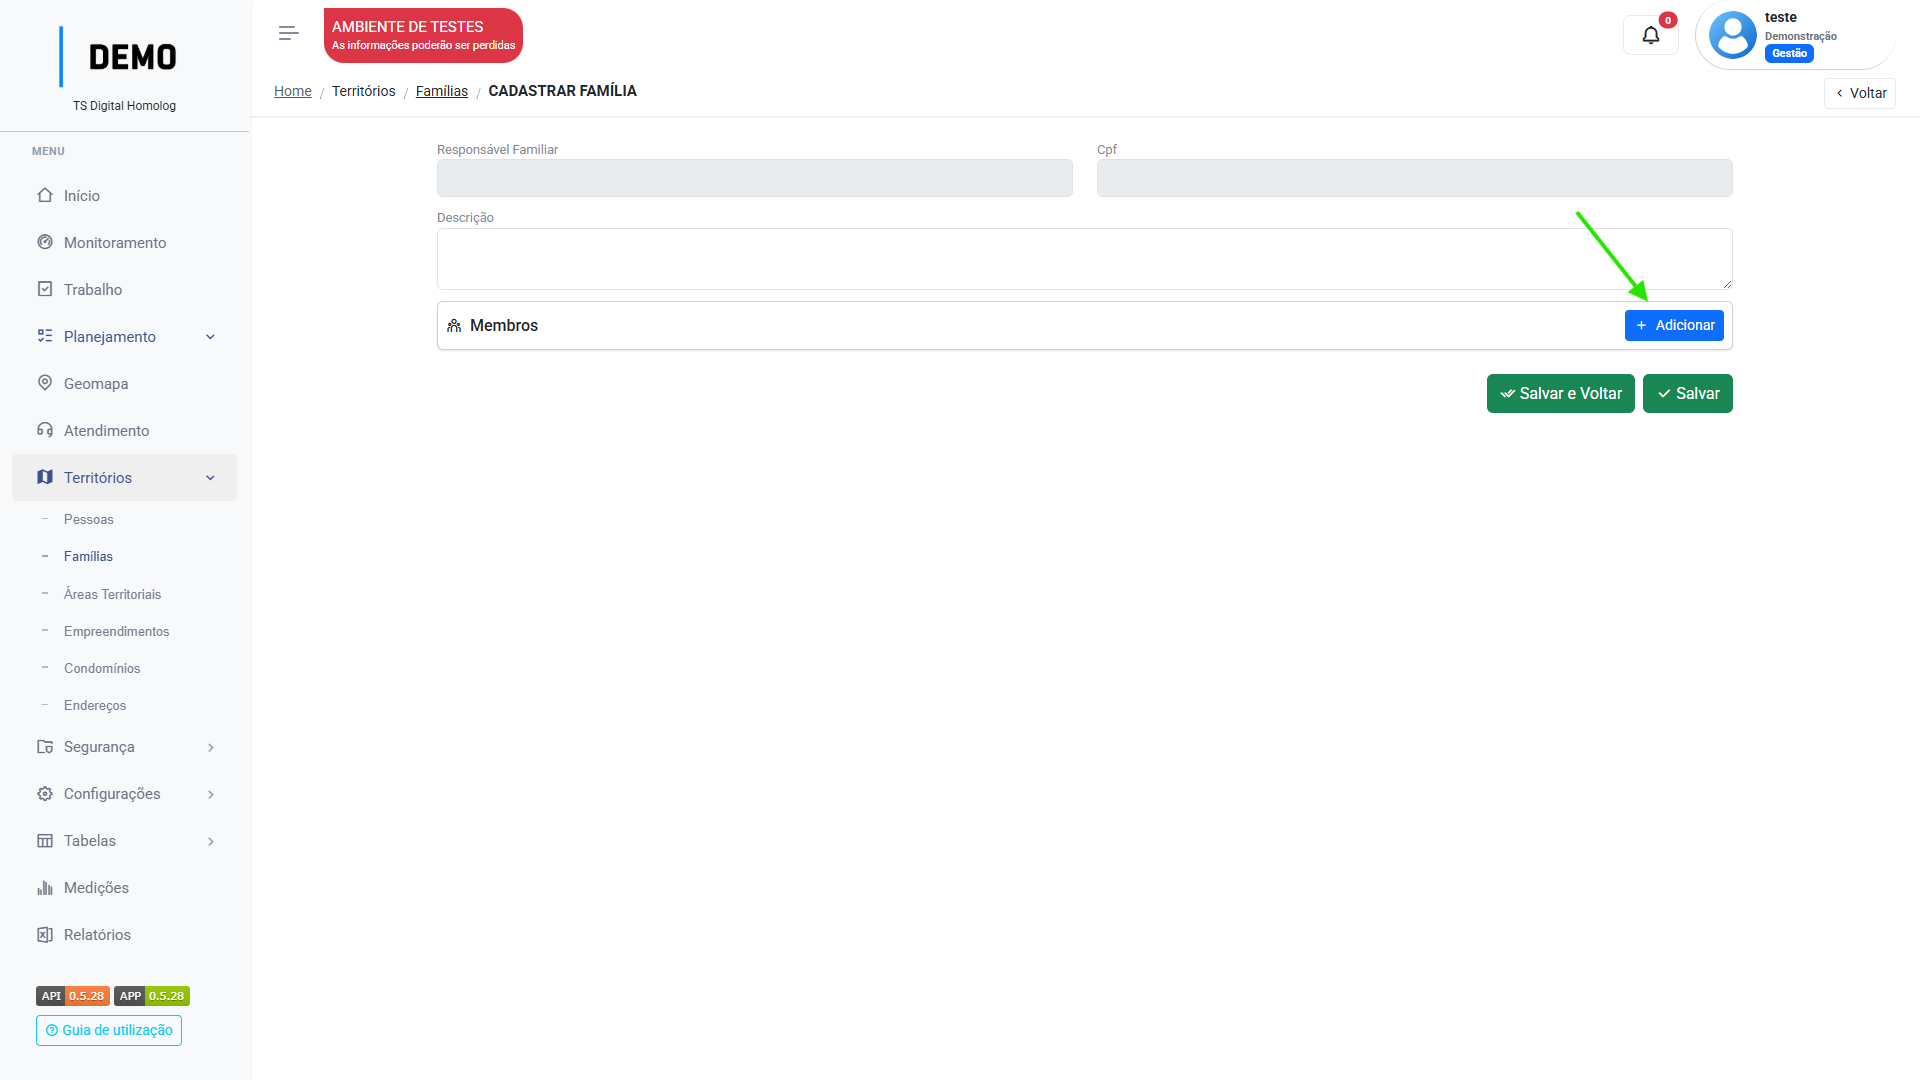 DEMO
TS Digital Homolog
MENU
Início
Monitoramento
Trabalho
Planejamento
Geomapa
Atendimento
Territórios
Pessoas
Famílias
Áreas Territoriais
Empreendimentos
Condomínios
Endereços
Segurança
Configurações
Tabelas
Medições
Relatórios
API 0.5.28 APP 0.5.28
Guia de utilização
AMBIENTE DE TESTES
As informações poderão ser perdidas
0
teste
Demonstração
Gestão
Home / Territórios / Famílias / CADASTRAR FAMÍLIA
Voltar
Responsável Familiar
Cpf
Descrição
Membros
+ Adicionar
Salvar e Voltar
Salvar